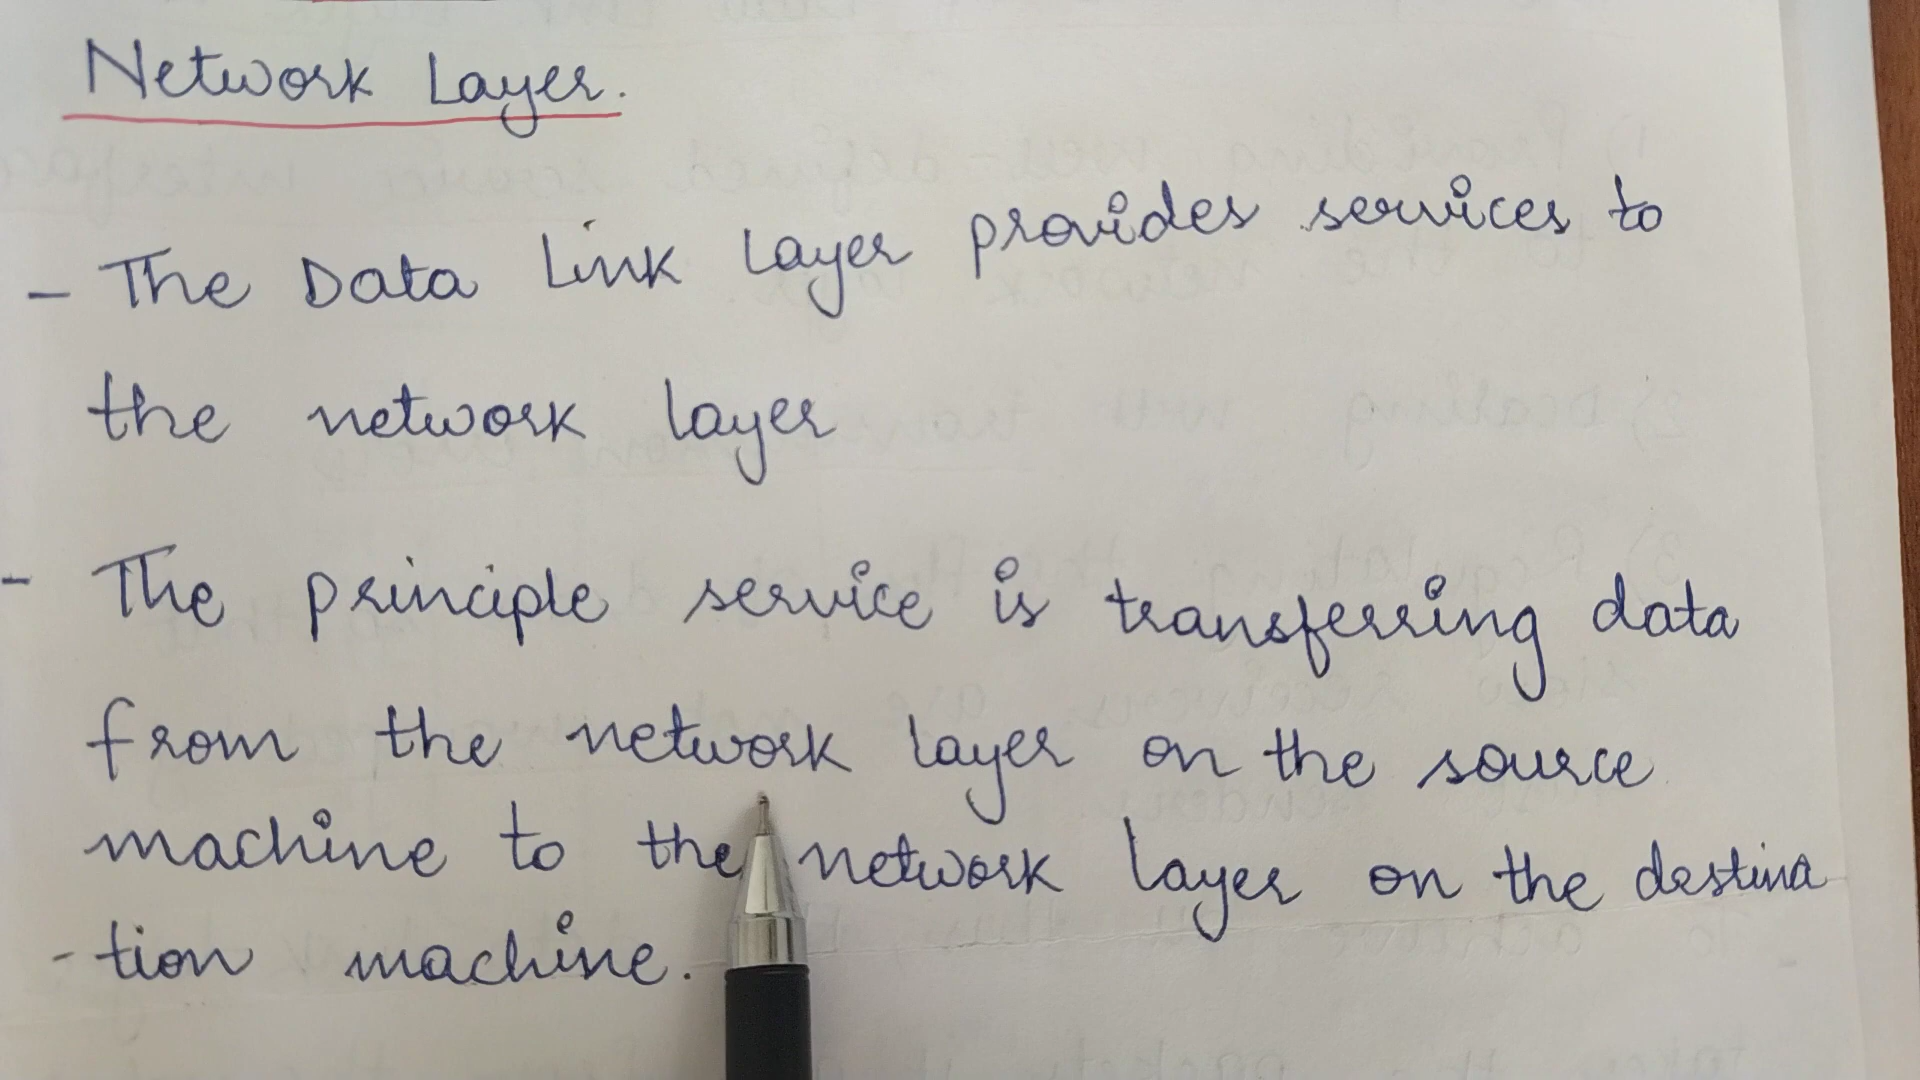 Network Layer.
- The Data Link Layer provides services to
the network layer
- The principle service is transferring data
from the network layer on the source
machine to the network layer on the destina
-tion machine.